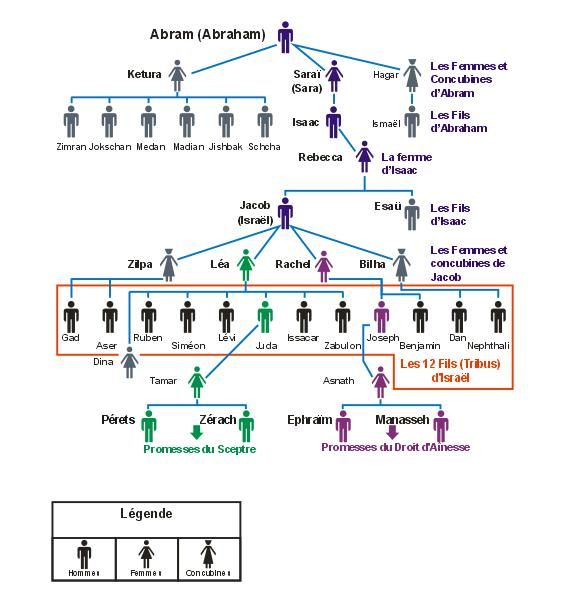 Abram (Abraham)
Ketura
Saraï
(Sara)
Hagar
Les Femmes et
Concubines
d'Abram
Zimran Jokschan Medan Madian Jishbak Schcha
Isaac
Ismaël
Les Fils
d'Abraham
Rebecca
La femme
d'Isaac
Jacob
(Israël)
Esaü
Les Fils
d'Isaac
Zilpa
Léa
Rachel
Bilha
Les Femmes et
concubines de
Jacob
Gad
Aser
Ruben
Siméon
Lévi
Juda
Issacar
Zabulon
Joseph
Benjamin
Dan
Nephthali
Dina
Les 12 Fils (Tribus)
d'Israël
Tamar
Asnath
Pérets
Zérach
Ephraïm
Manasseh
Promesses du Sceptre
Promesses du Droit d'Ainesse
Légende
Hommes
Femmes
Concubines